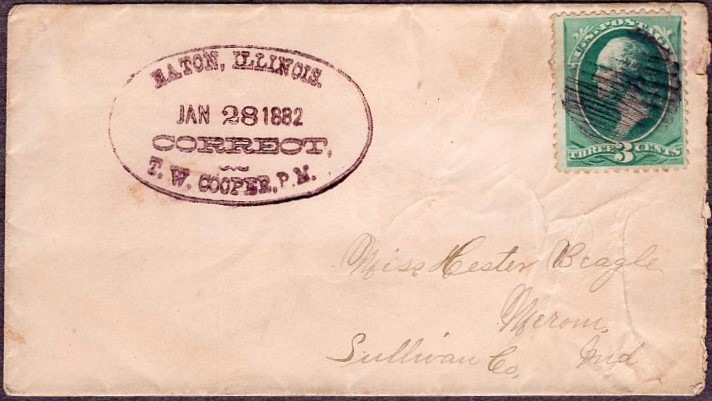 EATON, ILLINOIS.
JAN 28 1882
CORRECT,
T. W. COOPER, P. M.
U.S. POSTAGE
THREE 3 CENTS
Miss Hester Beagle
Merom,
Sullivan Co, Ind